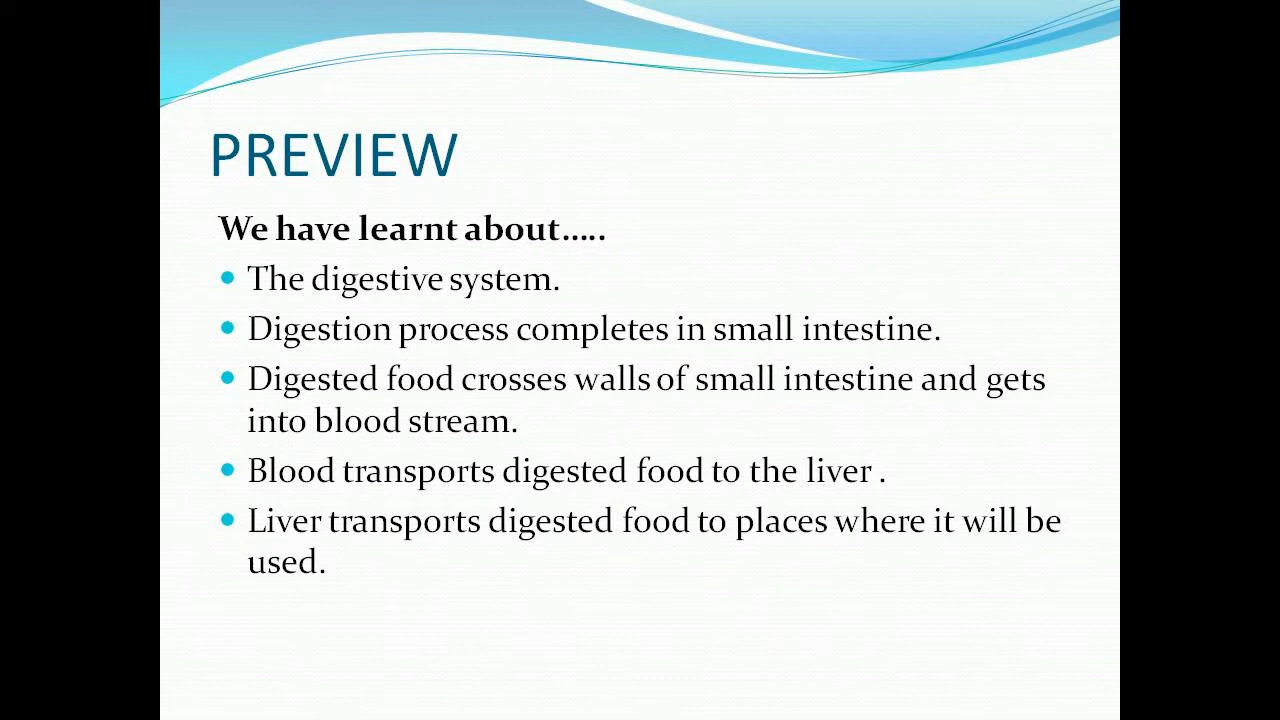 PREVIEW
We have learnt about.....
• The digestive system.
• Digestion process completes in small intestine.
• Digested food crosses walls of small intestine and gets
into blood stream.
• Blood transports digested food to the liver .
• Liver transports digested food to places where it will be
used.